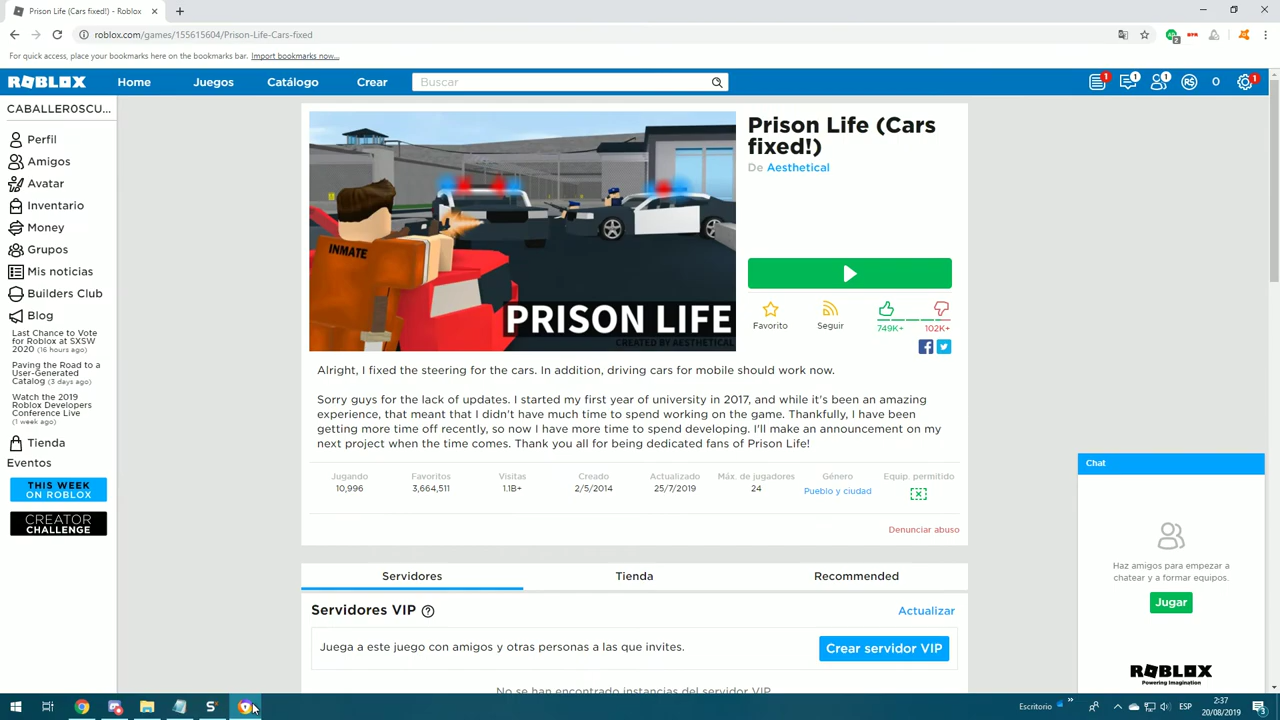 Prison Life (Cars fixed!) - Roblox
roblox.com/games/155615604/Prison-Life-Cars-fixed
2
For quick access, place your bookmarks here on the bookmarks bar. Import bookmarks now...
ROBLOX
Home
Juegos
Catálogo
Crear
Buscar
1
1
1
R$
0
1
CABALLEROSCU...
Perfil
Amigos
Avatar
Inventario
Money
Grupos
Mis noticias
Builders Club
Blog
Last Chance to Vote
for Roblox at SXSW
2020 (16 hours ago)
Paving the Road to a
User-Generated
Catalog (3 days ago)
Watch the 2019
Roblox Developers
Conference Live
(1 week ago)
Tienda
Eventos
THIS WEEK
ON ROBLOX
CREATOR
CHALLENGE
INMATE
PRISON LIFE
CREATED BY AESTHETICAL
Prison Life (Cars
fixed!)
De Aesthetical
Favorito
Seguir
749K+
102K+
Alright, I fixed the steering for the cars. In addition, driving cars for mobile should work now.
Sorry guys for the lack of updates. I started my first year of university in 2017, and while it's been an amazing
experience, that meant that I didn't have much time to spend working on the game. Thankfully, I have been
getting more time off recently, so now I have more time to spend developing. I'll make an announcement on my
next project when the time comes. Thank you all for being dedicated fans of Prison Life!
Jugando
Favoritos
Visitas
Creado
Actualizado
Máx. de jugadores
Género
Equip. permitido
10,996
3,664,511
1.1B+
2/5/2014
25/7/2019
24
Pueblo y ciudad
Denunciar abuso
Servidores
Tienda
Recommended
Servidores VIP
Actualizar
Juega a este juego con amigos y otras personas a las que invites.
Crear servidor VIP
No se han encontrado instancias del servidor VIP
Chat
Haz amigos para empezar a
chatear y a formar equipos.
Jugar
ROBLOX
Powering Imagination
Escritorio
ESP
2:37
20/08/2019
3